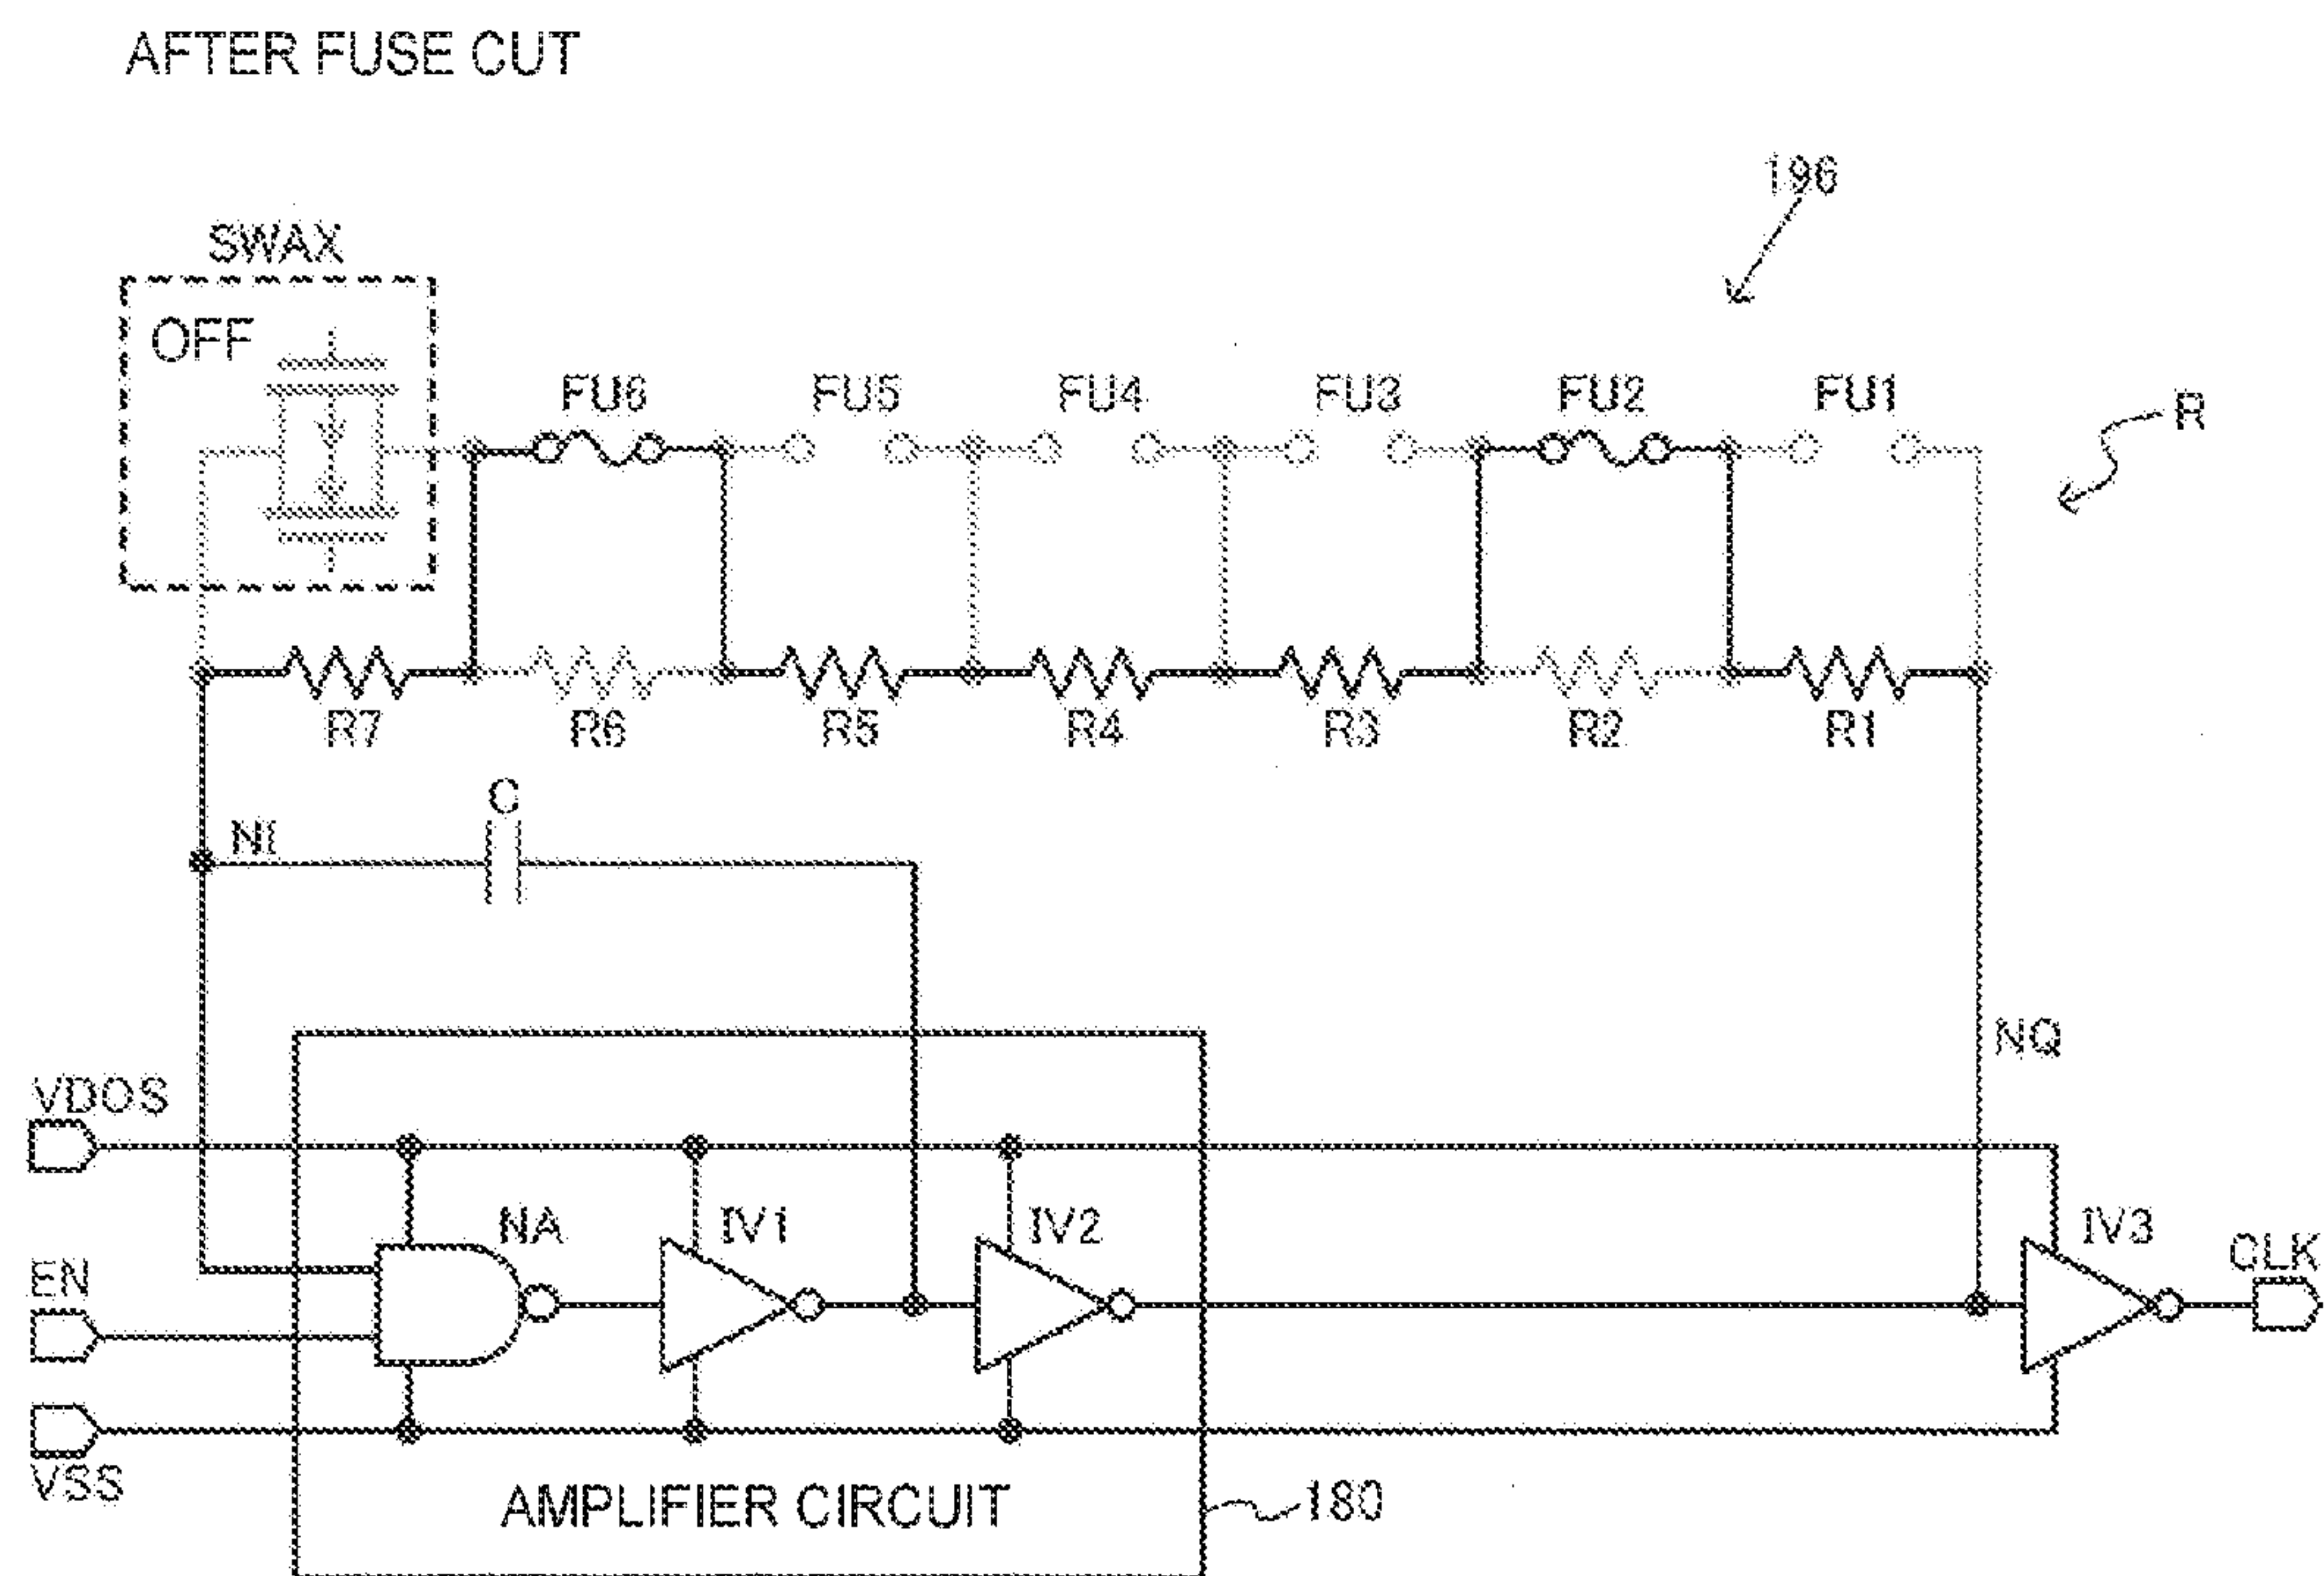 AFTER FUSE CUT
196
SWAX
OFF
FU6 FU5 FU4 FU3 FU2 FU1
R
R7 R6 R5 R4 R3 R2 R1
C
NI
NQ
VDOS
NA IV1 IV2 IV3
EN
CLK
VSS
AMPLIFIER CIRCUIT
180